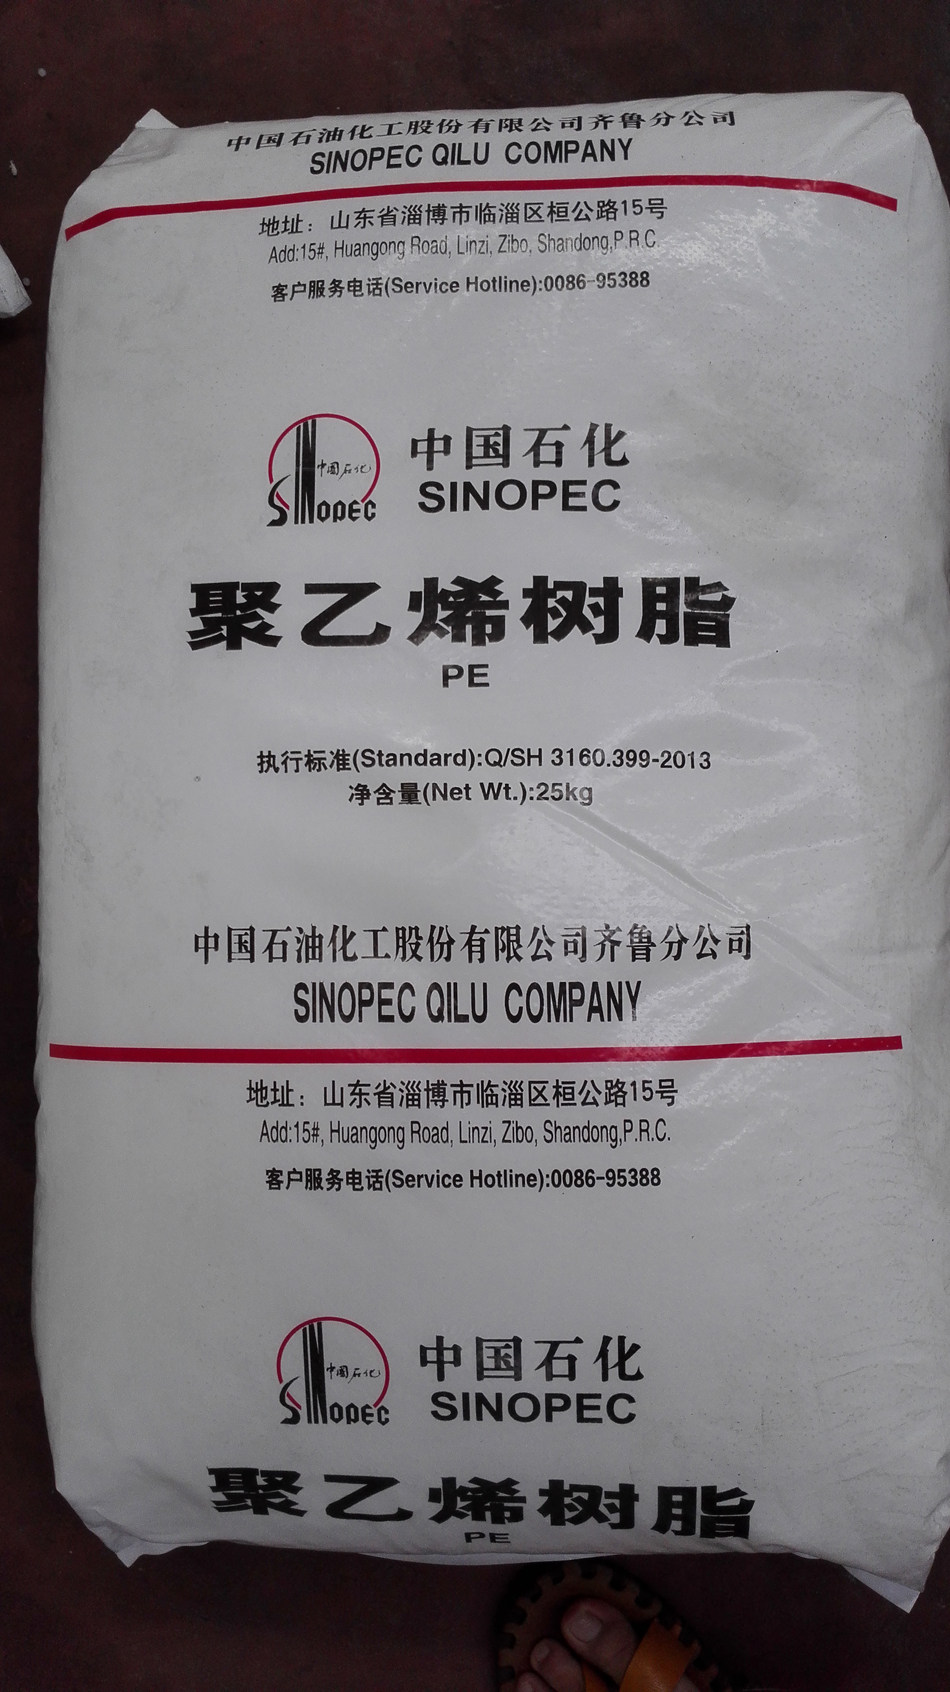 中国石油化工股份有限公司齐鲁分公司
SINOPEC QILU COMPANY
地址：山东省淄博市临淄区桓公路15号
Add:15#, Huangong Road, Linzi, Zibo, Shandong,P.R.C.
客户服务电话(Service Hotline):0086-95388
中国石化
SINOPEC
中国石化
SINOPEC
聚乙烯树脂
PE
执行标准(Standard):Q/SH 3160.399-2013
净含量(Net Wt.):25kg
中国石油化工股份有限公司齐鲁分公司
SINOPEC QILU COMPANY
地址：山东省淄博市临淄区桓公路15号
Add:15#, Huangong Road, Linzi, Zibo, Shandong,P.R.C.
客户服务电话(Service Hotline):0086-95388
中国石化
SINOPEC
中国石化
SINOPEC
聚乙烯树脂
PE